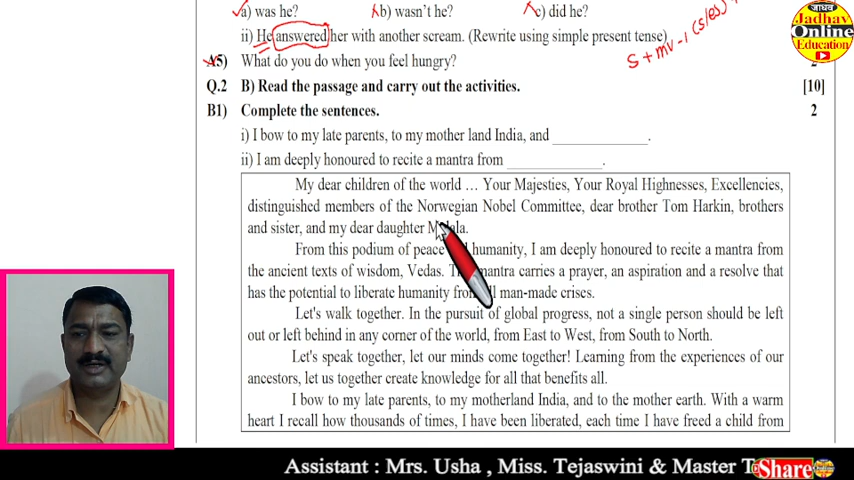 a) was he? b) wasn't he? c) did he?
ii) He answered her with another scream. (Rewrite using simple present tense)
S + mv-1 (s/es)
A5) What do you do when you feel hungry? 2
Q.2 B) Read the passage and carry out the activities. [10]
B1) Complete the sentences. 2
i) I bow to my late parents, to my mother land India, and ____________.
ii) I am deeply honoured to recite a mantra from ____________.
My dear children of the world ... Your Majesties, Your Royal Highnesses, Excellencies,
distinguished members of the Norwegian Nobel Committee, dear brother Tom Harkin, brothers
and sister, and my dear daughter
From this podium of peace humanity, I am deeply honoured to recite a mantra from
the ancient texts of wisdom, Vedas. mantra carries a prayer, an aspiration and a resolve that
has the potential to liberate humanity all man-made crises.
Let's walk together. In the pursuit of global progress, not a single person should be left
out or left behind in any corner of the world, from East to West, from South to North.
Let's speak together, let our minds come together! Learning from the experiences of our
ancestors, let us together create knowledge for all that benefits all.
I bow to my late parents, to my motherland India, and to the mother earth. With a warm
heart I recall how thousands of times, I have been liberated, each time I have freed a child from
जाधव
Jadhav
Online
Education
Assistant : Mrs. Usha , Miss. Tejaswini & Master T
Share